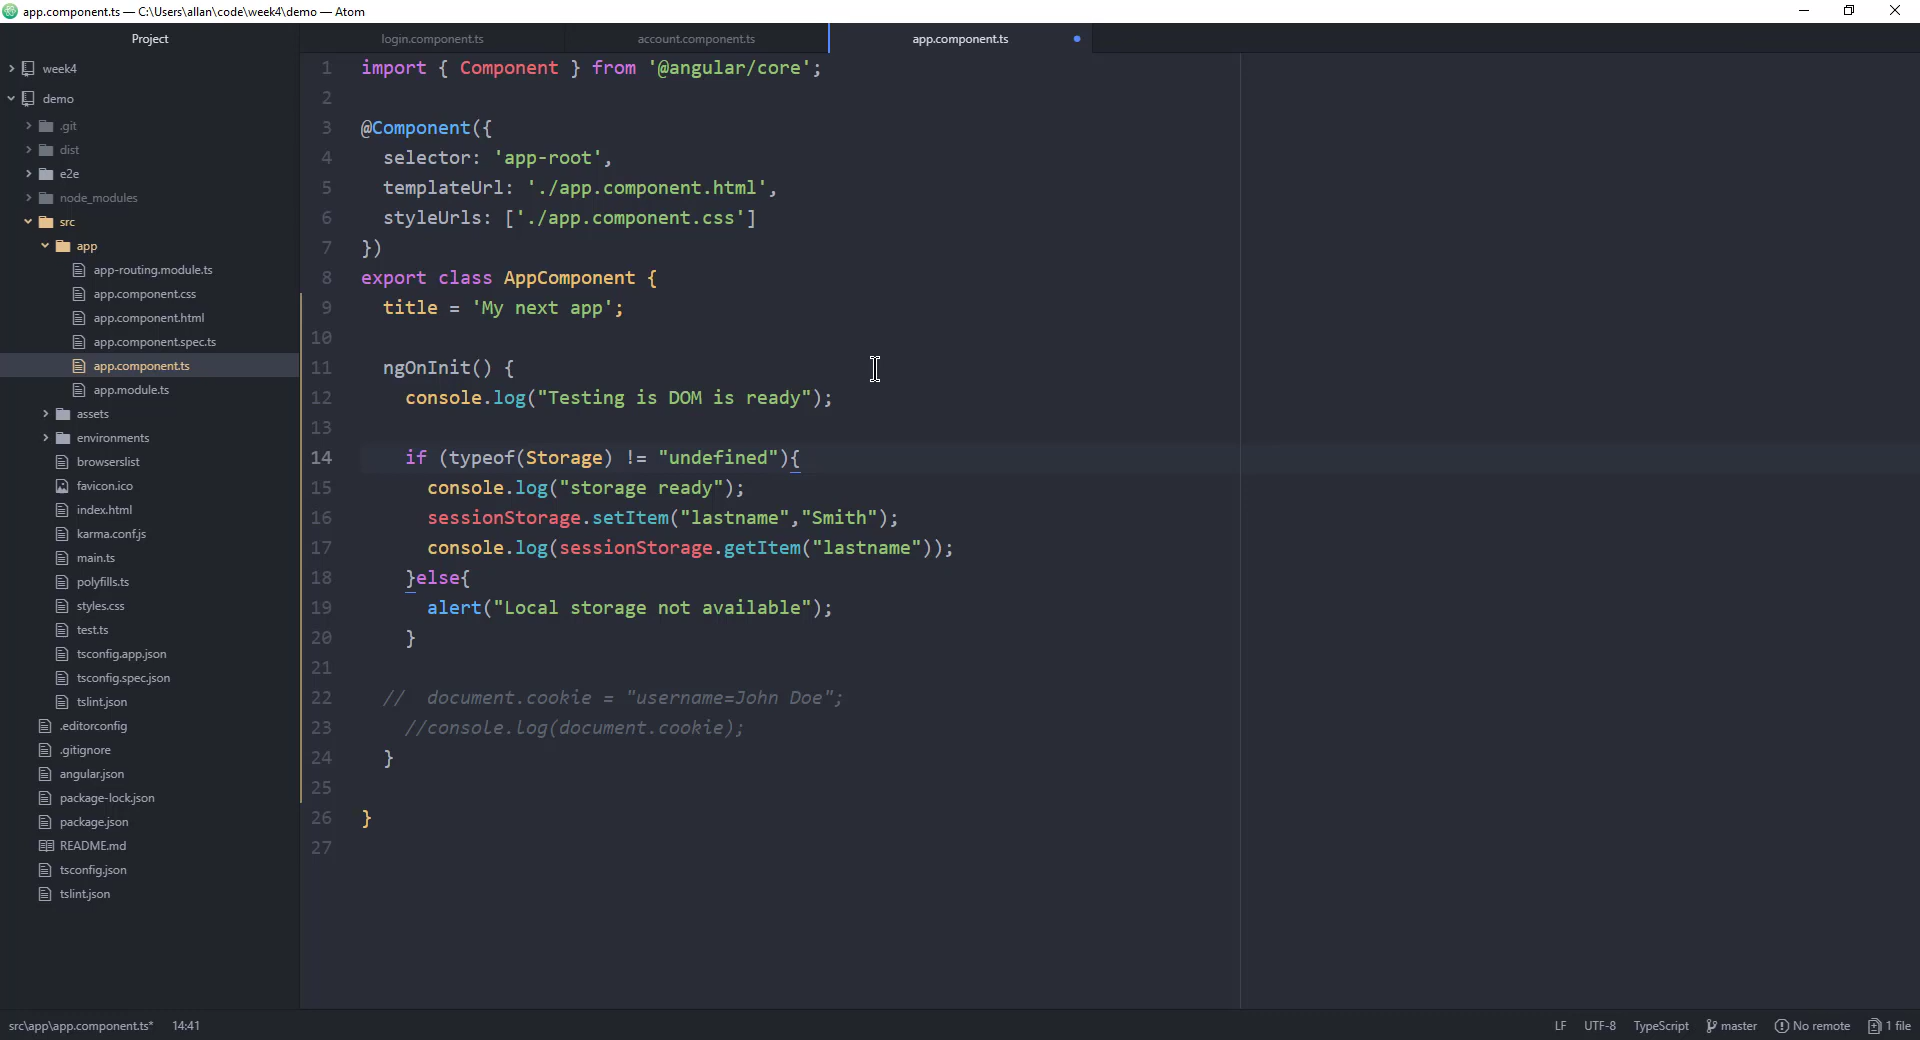 app.component.ts — C:\Users\allan\code\week4\demo — Atom
Project
login.component.ts
account.component.ts
app.component.ts
week4
demo
.git
dist
e2e
node_modules
src
app
app-routing.module.ts
app.component.css
app.component.html
app.component.spec.ts
app.component.ts
app.module.ts
assets
environments
browserslist
favicon.ico
index.html
karma.conf.js
main.ts
polyfills.ts
styles.css
test.ts
tsconfig.app.json
tsconfig.spec.json
tslint.json
.editorconfig
.gitignore
angular.json
package-lock.json
package.json
README.md
tsconfig.json
tslint.json
1 import { Component } from '@angular/core';
2
3 @Component({
4   selector: 'app-root',
5   templateUrl: './app.component.html',
6   styleUrls: ['./app.component.css']
7 })
8 export class AppComponent {
9   title = 'My next app';
10
11   ngOnInit() {
12     console.log("Testing is DOM is ready");
13
14     if (typeof(Storage) != "undefined"){
15       console.log("storage ready");
16       sessionStorage.setItem("lastname","Smith");
17       console.log(sessionStorage.getItem("lastname"));
18     }else{
19       alert("Local storage not available");
20     }
21
22   //  document.cookie = "username=John Doe";
23     //console.log(document.cookie);
24   }
25
26 }
27
src\app\app.component.ts* 14:41
LF UTF-8 TypeScript master No remote 1 file